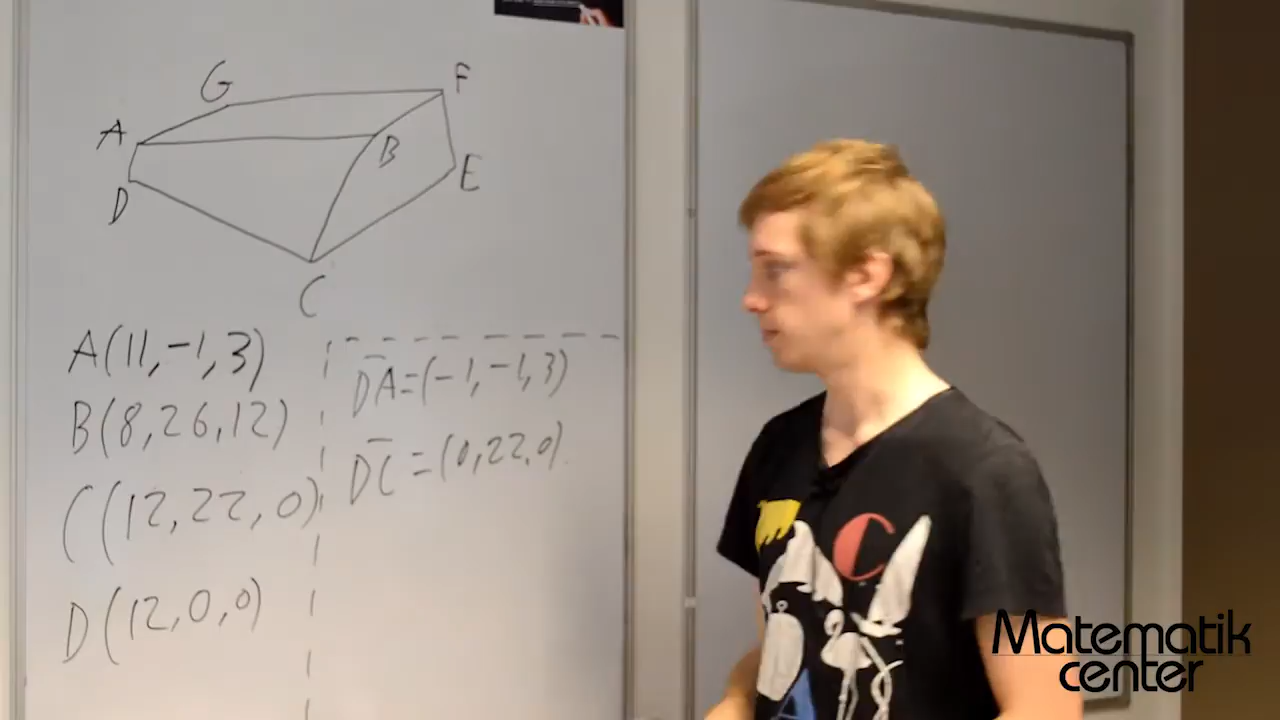 G
F
A
B
E
D
C
A(11,-1,3)
B(8,26,12)
C(12,22,0)
D(12,0,0)
DA=(-1,-1,3)
DC=(0,22,0)
C
Matematik
center